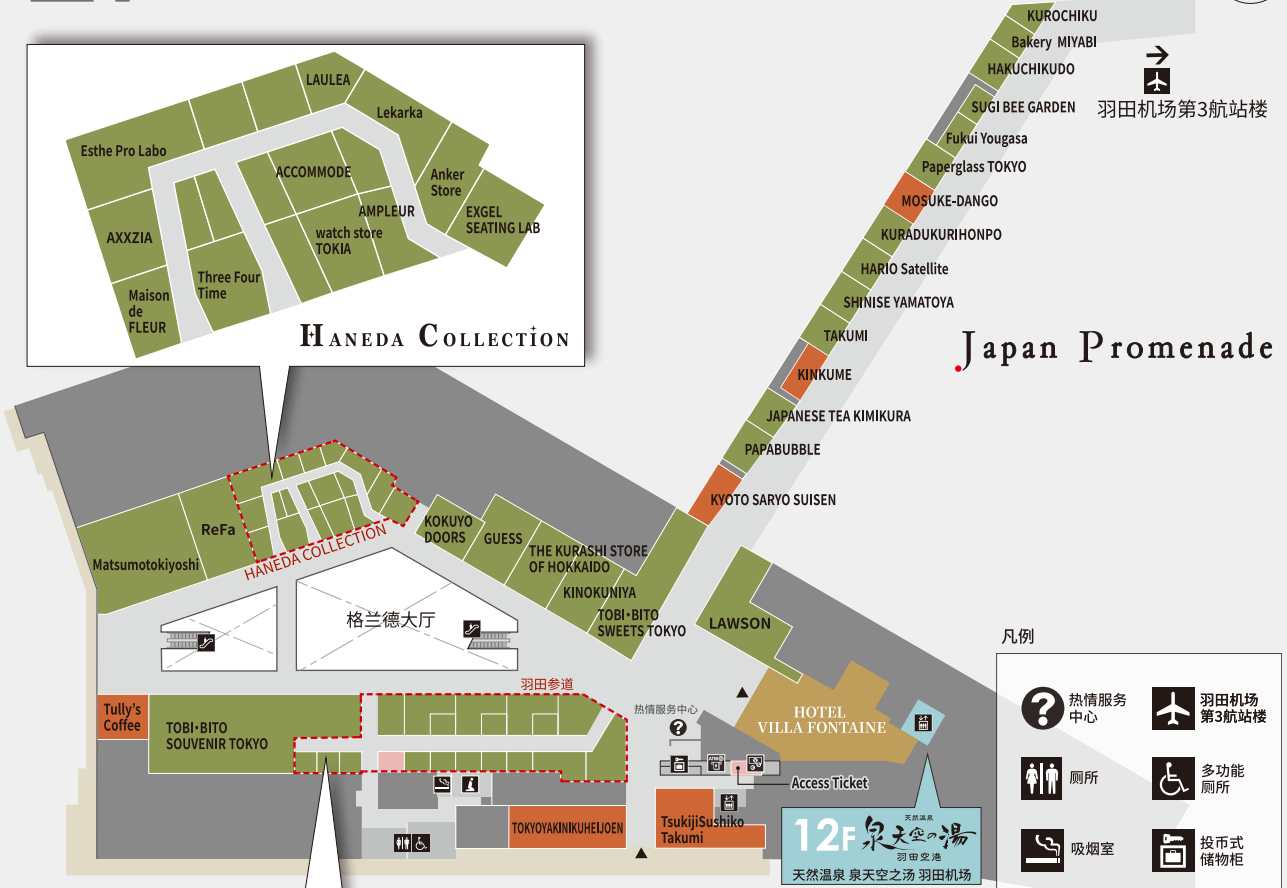 KUROCHIKU
Bakery MIYABI
HAKUCHIKUDO
SUGI BEE GARDEN
羽田机场第3航站楼
Fukui Yougasa
Paperglass TOKYO
MOSUKE-DANGO
KURADUKURIHONPO
HARIO Satellite
SHINISE YAMATOYA
TAKUMI
KINKUME
JAPANESE TEA KIMIKURA
PAPABUBBLE
KYOTO SARYO SUISEN
Japan Promenade
LAULEA
Lekarka
Esthe Pro Labo
ACCOMMODE
Anker
Store
AMPLEUR
EXGEL
SEATING LAB
AXXZIA
watch store
TOKIA
Three Four
Time
Maison
de
FLEUR
HANEDA COLLECTION
ReFa
Matsumotokiyoshi
HANEDA COLLECTION
KOKUYO
DOORS
GUESS
THE KURASHI STORE
OF HOKKAIDO
KINOKUNIYA
TOBI•BITO
SWEETS TOKYO
LAWSON
格兰德大厅
羽田参道
Tully's
Coffee
TOBI•BITO
SOUVENIR TOKYO
热情服务中心
?
HOTEL
VILLA FONTAINE
ATM
Access Ticket
TOKYOYAKINIKUHEIJOEN
TsukijiSushiko
Takumi
12F
天然温泉
泉天空の湯
羽田空港
天然温泉 泉天空之汤 羽田机场
凡例
?
热情服务
中心
羽田机场
第3航站楼
厕所
多功能
厕所
吸烟室
投币式
储物柜